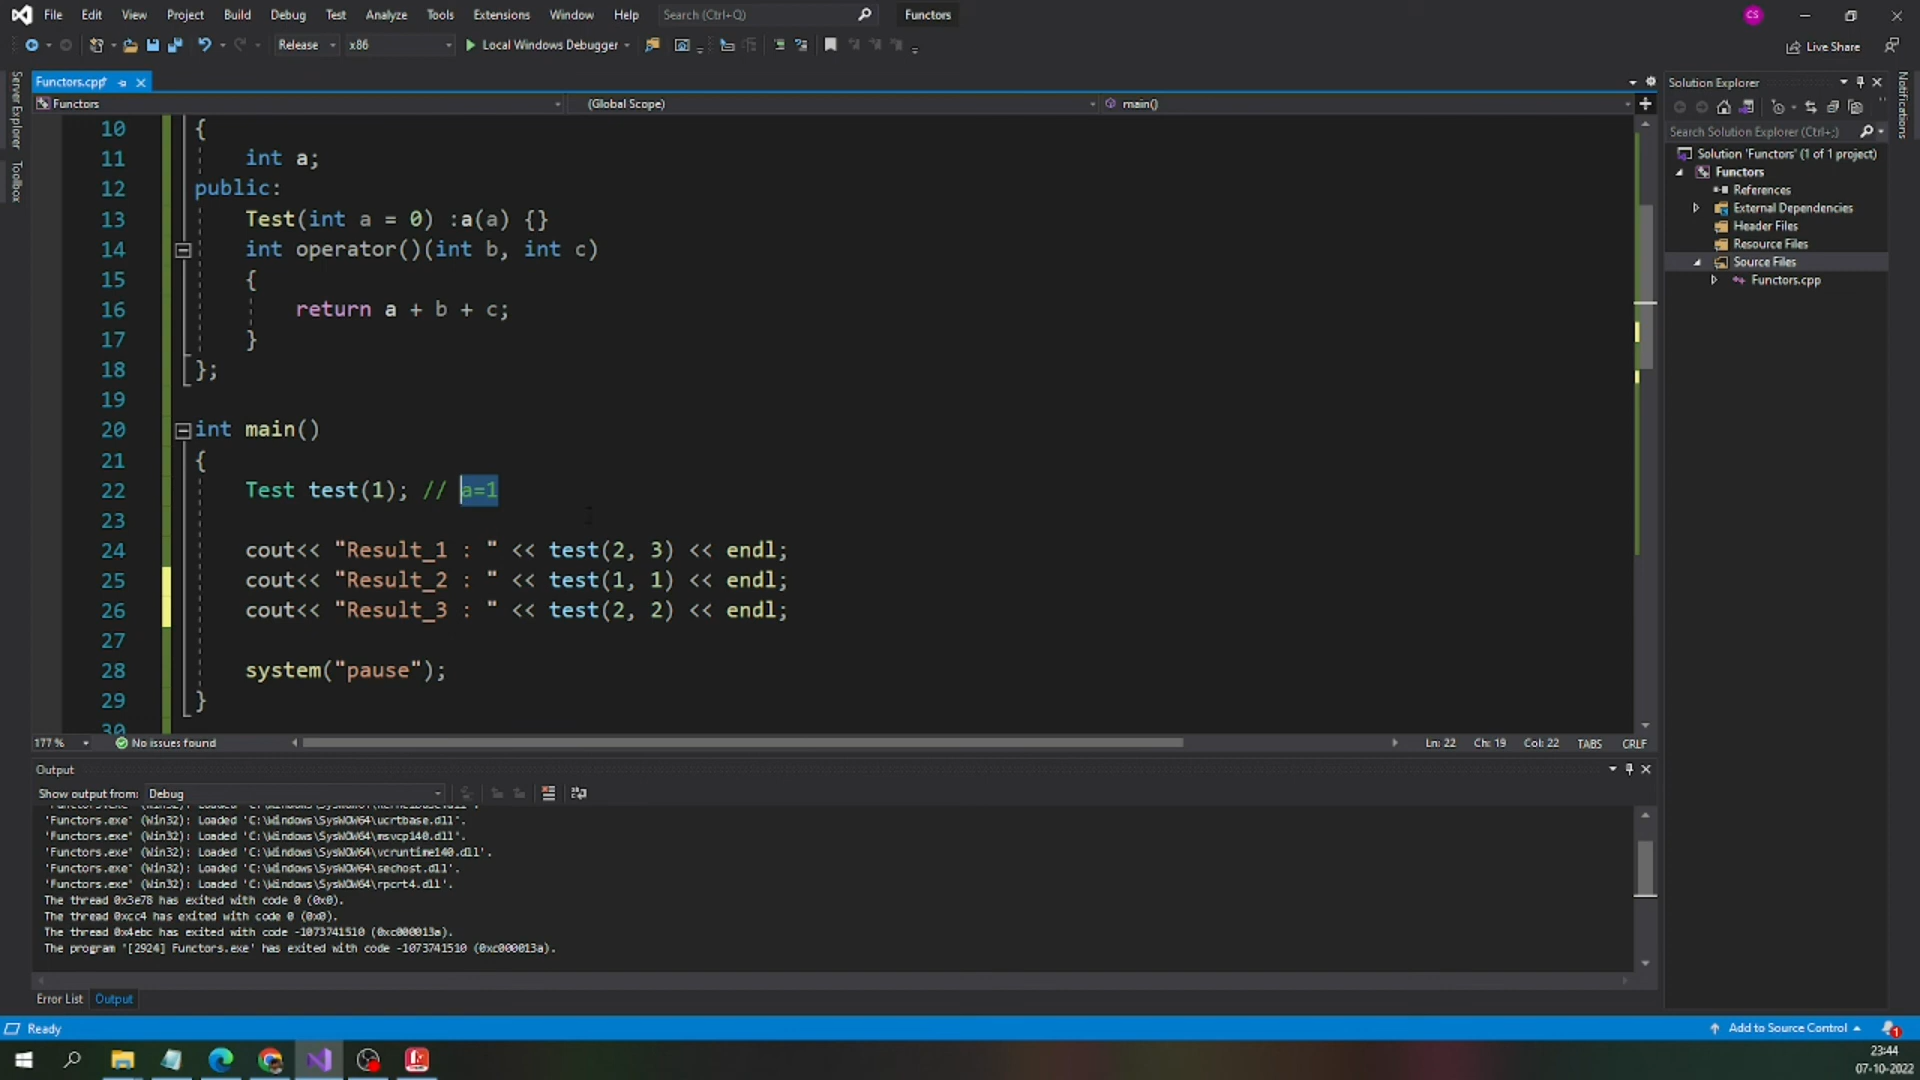 File Edit View Project Build Debug Test Analyze Tools Extensions Window Help Search (Ctrl+Q) Functors CS
Release x86 Local Windows Debugger Live Share
Server Explorer
Toolbox
Notifications
Functors.cpp*
Functors (Global Scope) main()
10 {
11 int a;
12 public:
13 Test(int a = 0) :a(a) {}
14 int operator()(int b, int c)
15 {
16 return a + b + c;
17 }
18 };
19
20 int main()
21 {
22 Test test(1); // a=1
23
24 cout<< "Result_1 : " << test(2, 3) << endl;
25 cout<< "Result_2 : " << test(1, 1) << endl;
26 cout<< "Result_3 : " << test(2, 2) << endl;
27
28 system("pause");
29 }
30
177 % No issues found Ln: 22 Ch: 19 Col: 22 TABS CRLF
Solution Explorer
Search Solution Explorer (Ctrl+;)
Solution 'Functors' (1 of 1 project)
Functors
References
External Dependencies
Header Files
Resource Files
Source Files
Functors.cpp
Output
Show output from: Debug
'Functors.exe' (Win32): Loaded 'C:\Windows\SysWOW64\ucrtbase.dll'.
'Functors.exe' (Win32): Loaded 'C:\Windows\SysWOW64\msvcp140.dll'.
'Functors.exe' (Win32): Loaded 'C:\Windows\SysWOW64\vcruntime140.dll'.
'Functors.exe' (Win32): Loaded 'C:\Windows\SysWOW64\sechost.dll'.
'Functors.exe' (Win32): Loaded 'C:\Windows\SysWOW64\rpcrt4.dll'.
The thread 0x3e78 has exited with code 0 (0x0).
The thread 0xcc4 has exited with code 0 (0x0).
The thread 0x4ebc has exited with code -1073741510 (0xc000013a).
The program '[2924] Functors.exe' has exited with code -1073741510 (0xc000013a).
Error List Output
Ready Add to Source Control 1
23:44
07-10-2022